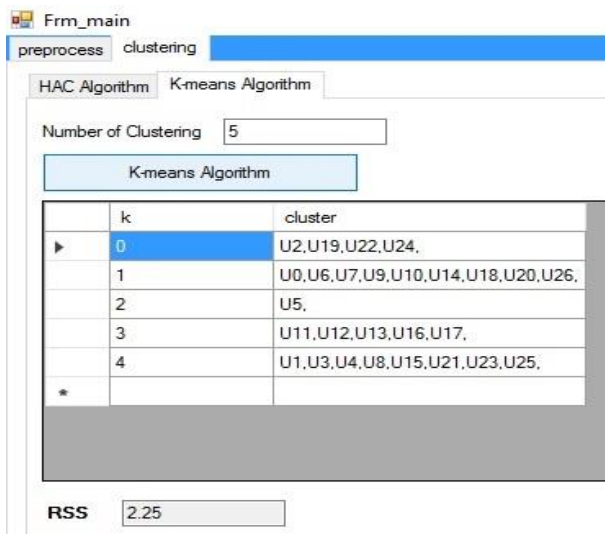 Frm_main
preprocess clustering
HAC Algorithm K-means Algorithm
Number of Clustering 5
K-means Algorithm
k cluster
0 U2,U19,U22,U24,
1 U0,U6,U7,U9,U10,U14,U18,U20,U26,
2 U5,
3 U11,U12,U13,U16,U17,
4 U1,U3,U4,U8,U15,U21,U23,U25,
*
RSS 2.25